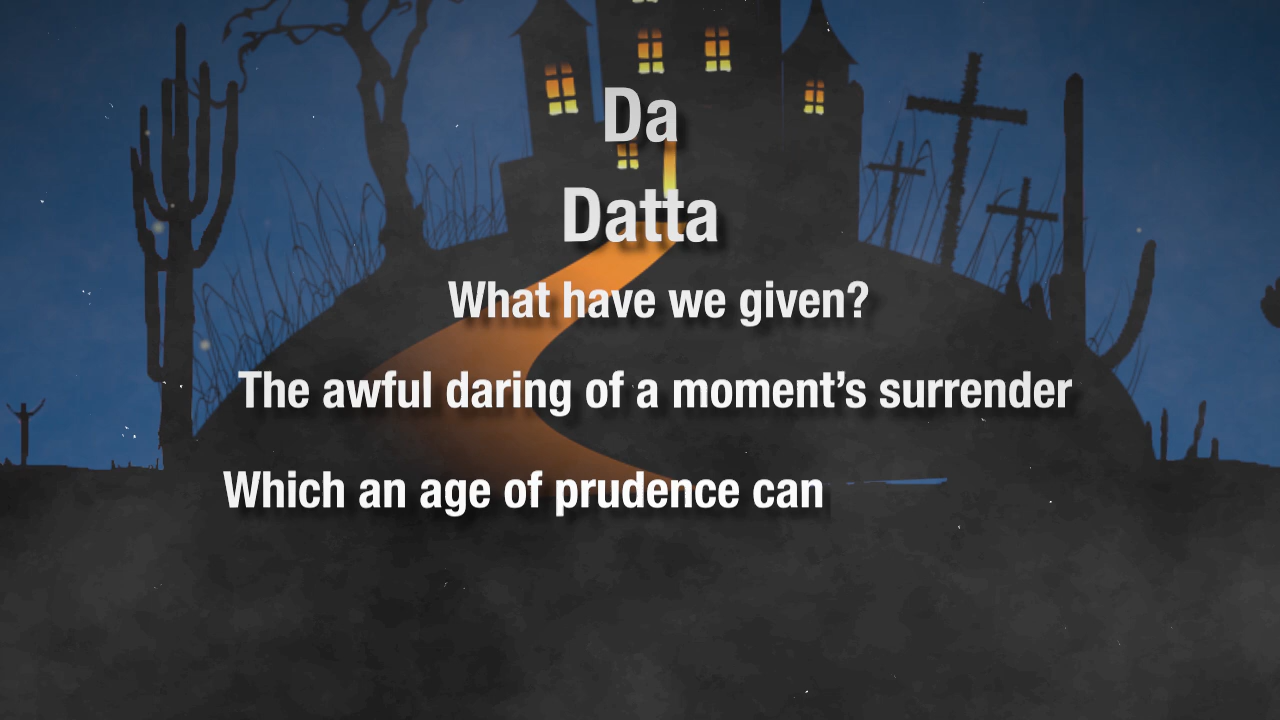 Da
Datta
What have we given?
The awful daring of a moment’s surrender
Which an age of prudence can